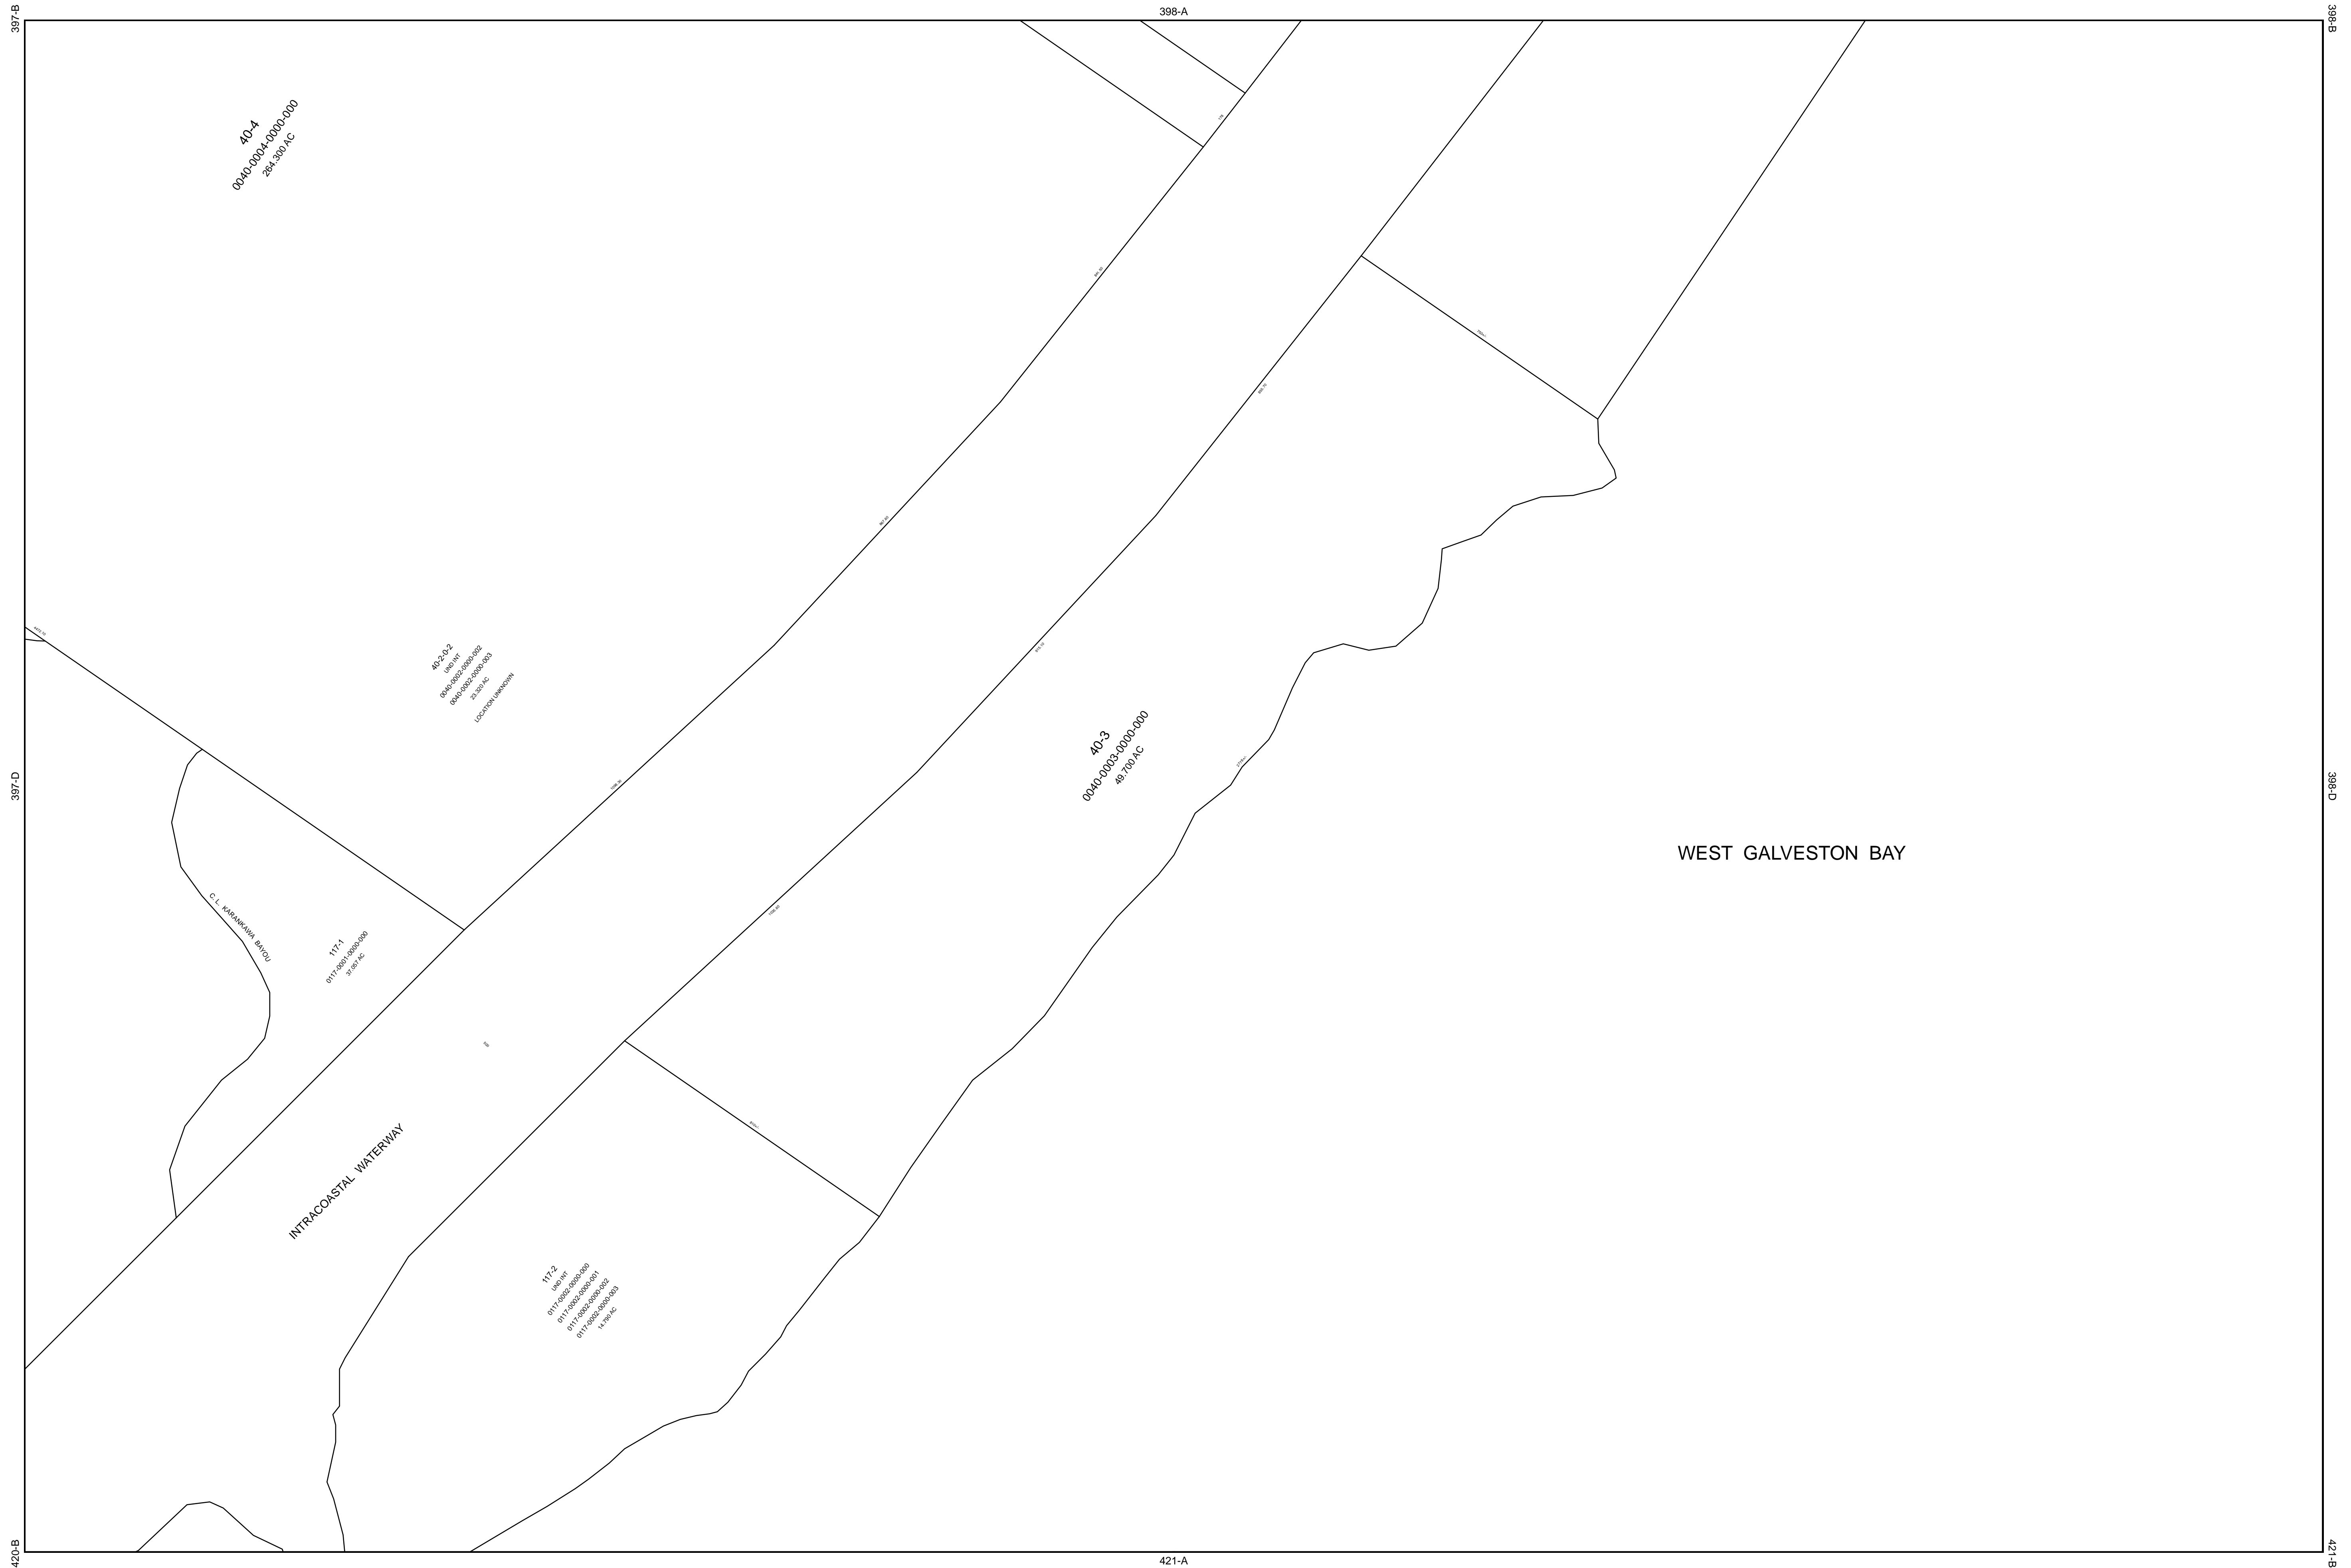 397-B
398-A
398-B
40-4
0040-0004-0000-000
264.300 AC
4473.10
40-2-0-2
UND INT
0040-0002-0000-002
0040-0002-0000-003
23.320 AC
LOCATION UNKNOWN
40-3
0040-0003-0000-000
49.700 AC
397-D
398-D
WEST GALVESTON BAY
C. L. KARANKAWA BAYOU
117-1
0117-0001-0000-000
37.057 AC
INTRACOASTAL WATERWAY
117-2
UND INT
0117-0002-0000-000
0117-0002-0000-001
0117-0002-0000-002
0117-0002-0000-003
14.790 AC
420-B
421-A
421-B